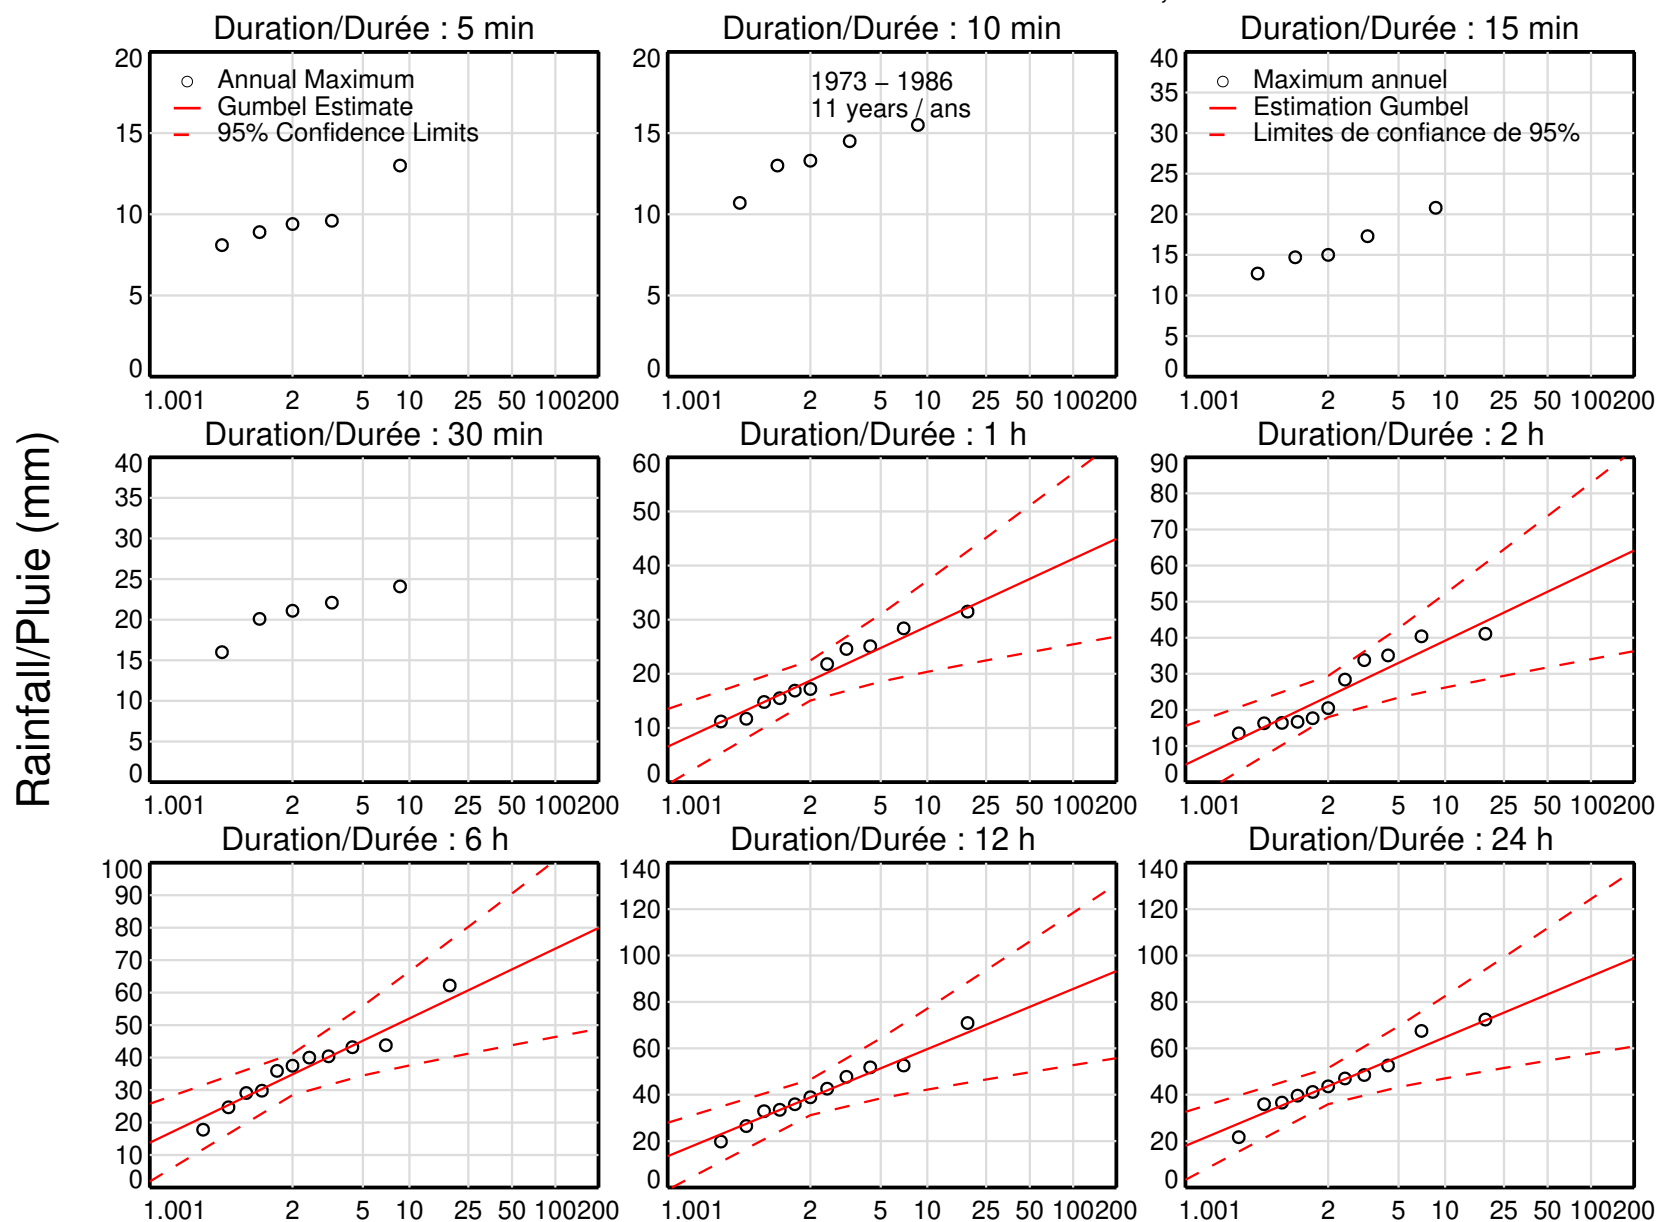 Duration/Durée : 5 min
20
15
10
5
0
Annual Maximum
Gumbel Estimate
95% Confidence Limits
1.001 2 5 10 25 50 100200
Duration/Durée : 10 min
20
15
10
5
0
1973 – 1986
11 years / ans
1.001 2 5 10 25 50 100200
Duration/Durée : 15 min
40
35
30
25
20
15
10
5
0
Maximum annuel
Estimation Gumbel
Limites de confiance de 95%
1.001 2 5 10 25 50 100200
Rainfall/Pluie (mm)
Duration/Durée : 30 min
40
35
30
25
20
15
10
5
0
1.001 2 5 10 25 50 100200
Duration/Durée : 1 h
60
50
40
30
20
10
0
1.001 2 5 10 25 50 100200
Duration/Durée : 2 h
90
80
70
60
50
40
30
20
10
0
1.001 2 5 10 25 50 100200
Duration/Durée : 6 h
100
90
80
70
60
50
40
30
20
10
0
1.001 2 5 10 25 50 100200
Duration/Durée : 12 h
140
120
100
80
60
40
20
0
1.001 2 5 10 25 50 100200
Duration/Durée : 24 h
140
120
100
80
60
40
20
0
1.001 2 5 10 25 50 100200